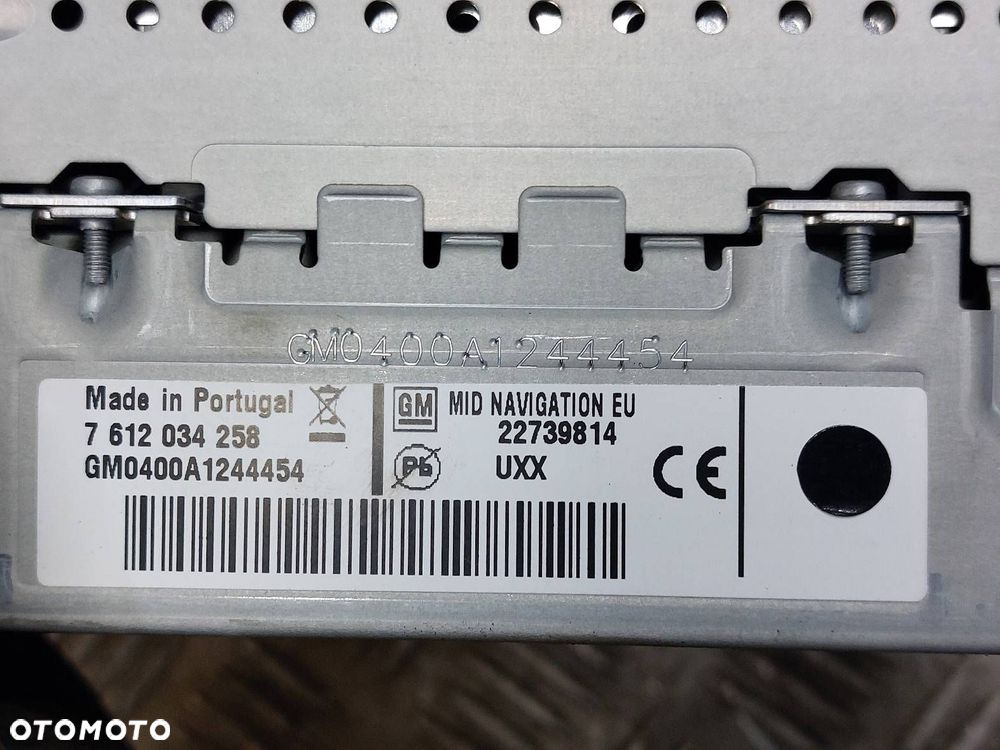 GM0400A1244454
Made in Portugal
7 612 034 258
GM0400A1244454
GM MID NAVIGATION EU
22739814
Pb UXX CE
OTOMOTO